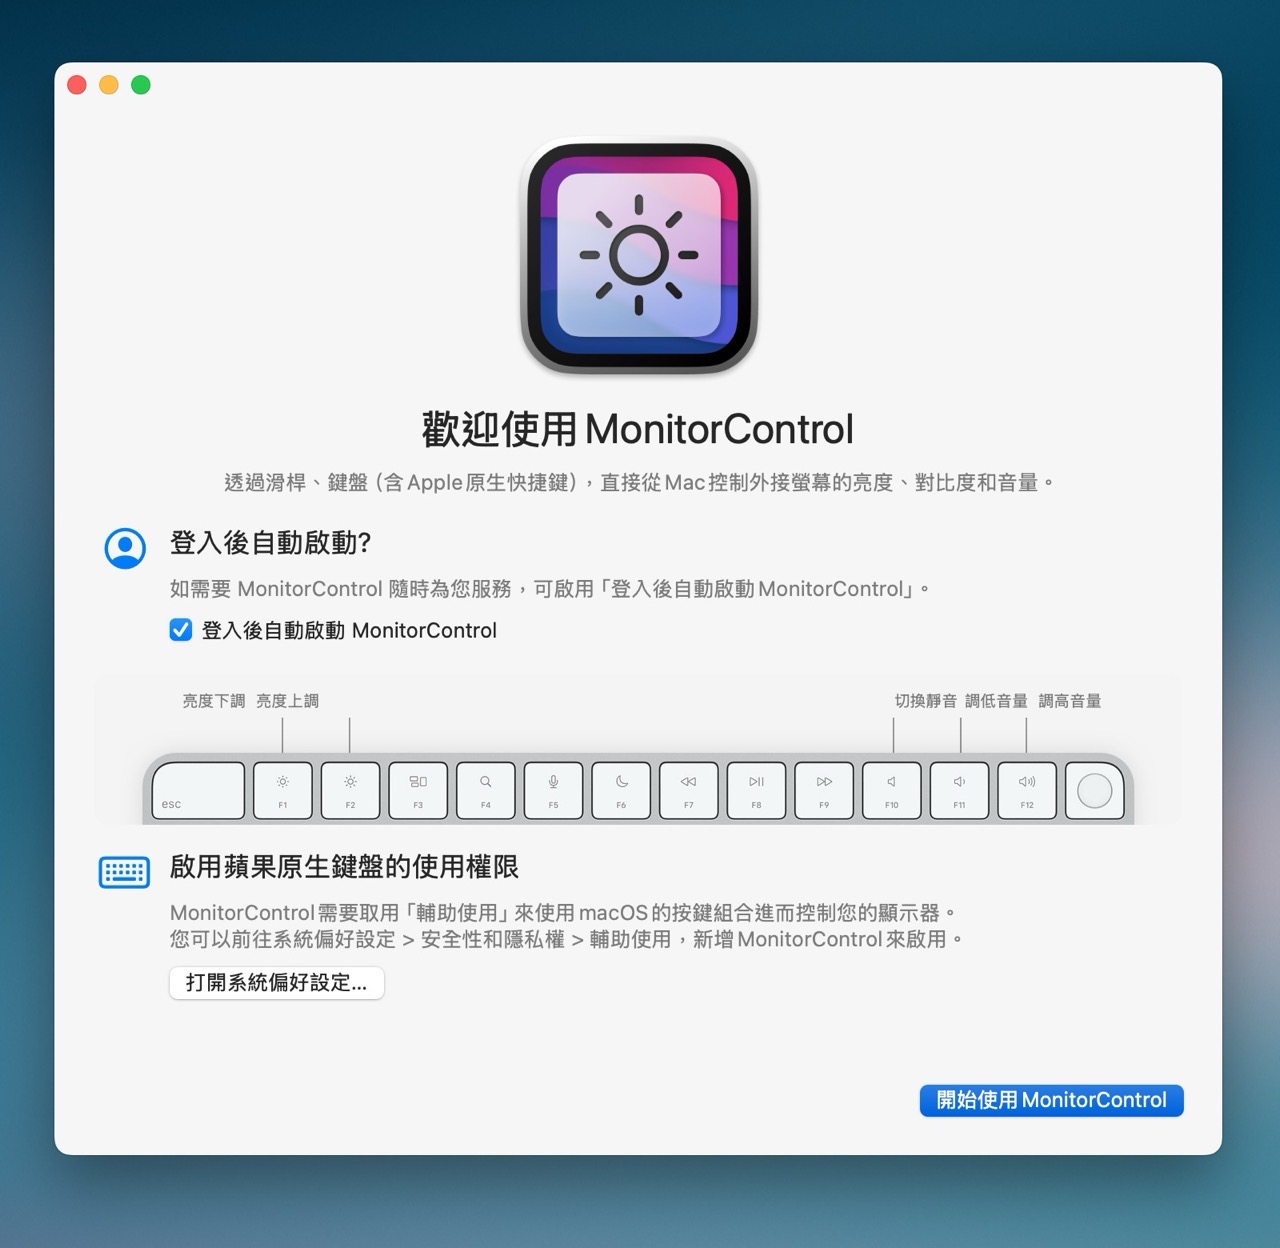 歡迎使用 MonitorControl
透過滑桿、鍵盤（含 Apple 原生快捷鍵），直接從 Mac 控制外接螢幕的亮度、對比度和音量。
登入後自動啟動?
如需要 MonitorControl 隨時為您服務，可啟用「登入後自動啟動 MonitorControl」。
登入後自動啟動 MonitorControl
亮度下調 亮度上調 切換靜音 調低音量 調高音量
esc F1 F2 F3 F4 F5 F6 F7 F8 F9 F10 F11 F12
啟用蘋果原生鍵盤的使用權限
MonitorControl 需要取用「輔助使用」來使用 macOS 的按鍵組合進而控制您的顯示器。
您可以前往系統偏好設定 > 安全性和隱私權 > 輔助使用，新增 MonitorControl 來啟用。
打開系統偏好設定...
開始使用 MonitorControl